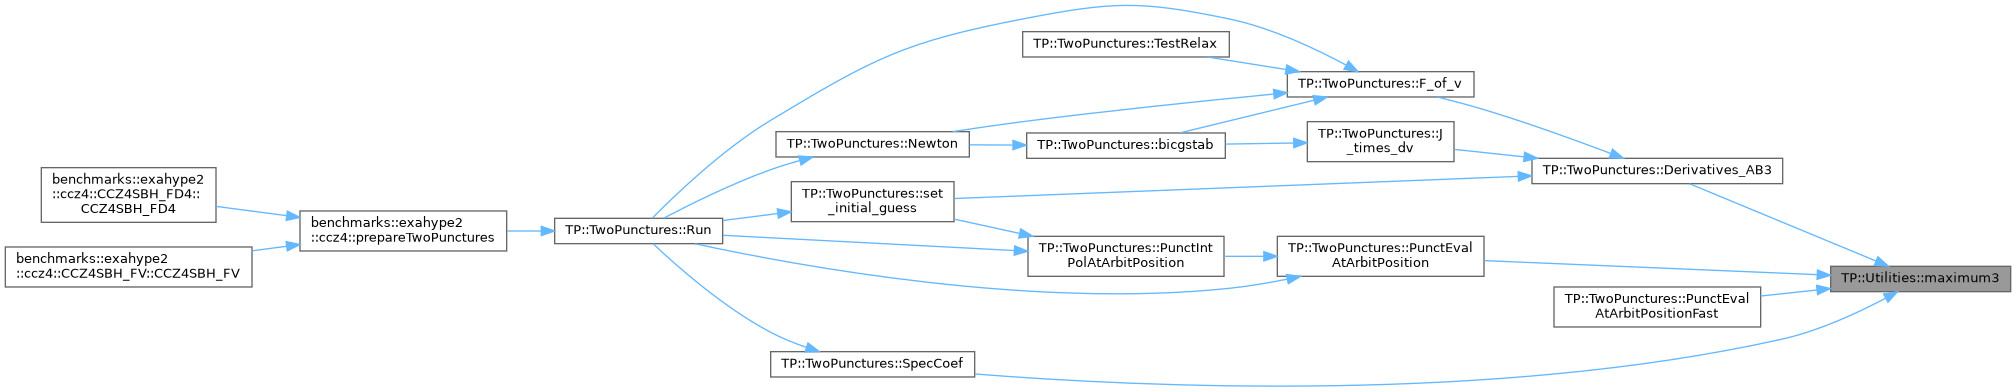 benchmarks::exahype2
::ccz4::CCZ4SBH_FD4::
CCZ4SBH_FD4
benchmarks::exahype2
::ccz4::CCZ4SBH_FV::CCZ4SBH_FV
benchmarks::exahype2
::ccz4::prepareTwoPunctures
TP::TwoPunctures::Run
TP::TwoPunctures::Newton
TP::TwoPunctures::set
_initial_guess
TP::TwoPunctures::SpecCoef
TP::TwoPunctures::TestRelax
TP::TwoPunctures::bicgstab
TP::TwoPunctures::PunctInt
PolAtArbitPosition
TP::TwoPunctures::F_of_v
TP::TwoPunctures::J
_times_dv
TP::TwoPunctures::PunctEval
AtArbitPosition
TP::TwoPunctures::Derivatives_AB3
TP::TwoPunctures::PunctEval
AtArbitPositionFast
TP::Utilities::maximum3